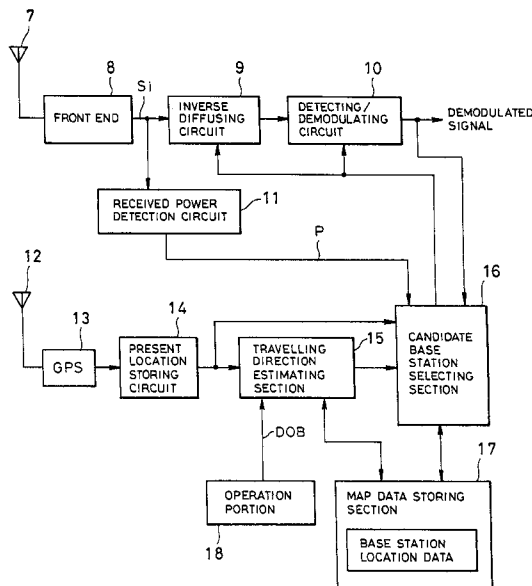 7
8
Si
9
10
FRONT END
INVERSE
DIFFUSING
CIRCUIT
DETECTING/
DEMODULATING
CIRCUIT
DEMODULATED
SIGNAL
RECEIVED POWER
DETECTION CIRCUIT
11
P
12
13
14
15
16
GPS
PRESENT
LOCATION
STORING
CIRCUIT
TRAVELLING
DIRECTION
ESTIMATING
SECTION
CANDIDATE
BASE
STATION
SELECTING
SECTION
DOB
17
OPERATION
PORTION
18
MAP DATA STORING
SECTION
BASE STATION
LOCATION DATA